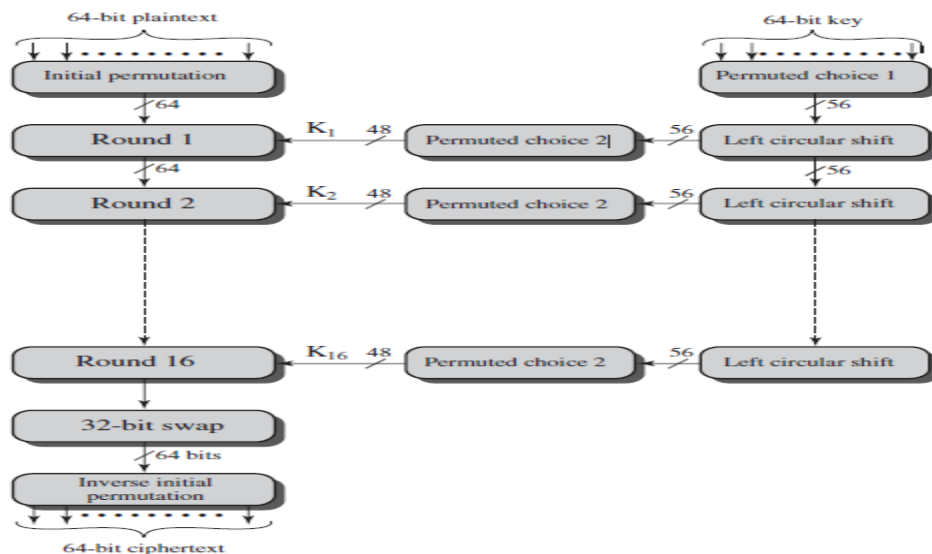 64-bit plaintext
64-bit key
Initial permutation
Permuted choice 1
64
56
Round 1
K1
48
Permuted choice 2
56
Left circular shift
64
56
Round 2
K2
48
Permuted choice 2
56
Left circular shift
Round 16
K16
48
Permuted choice 2
56
Left circular shift
32-bit swap
64 bits
Inverse initial
permutation
64-bit ciphertext